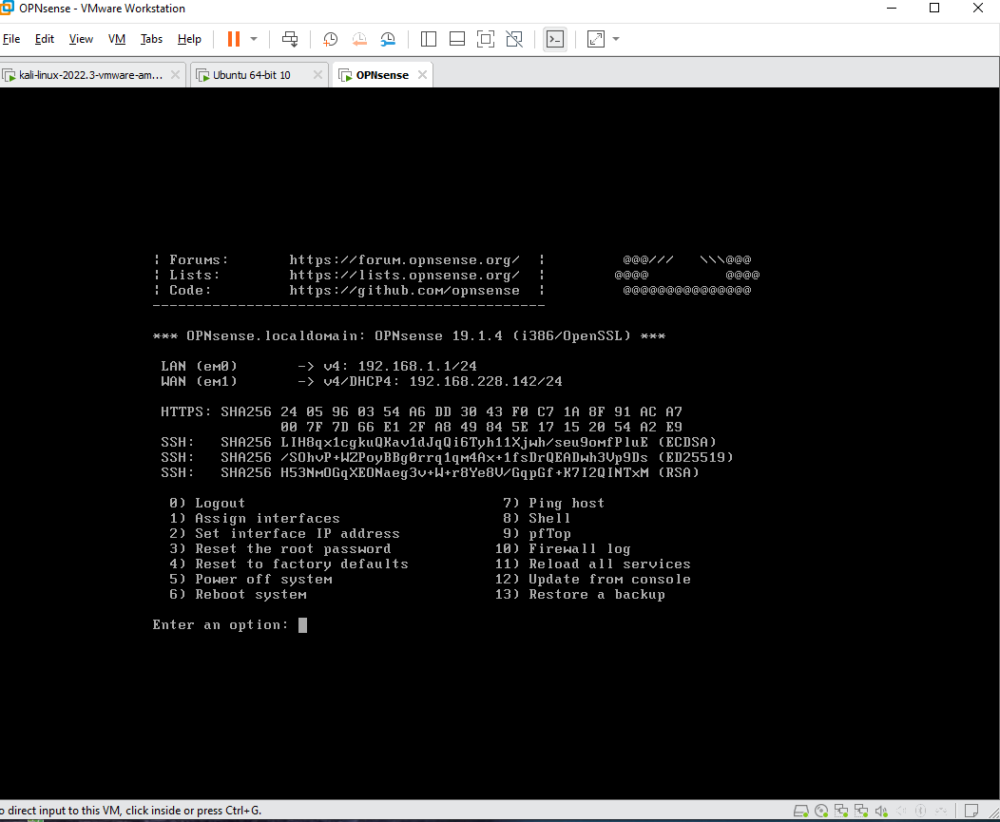 OPNsense - VMware Workstation
File Edit View VM Tabs Help
kali-linux-2022.3-vmware-am... Ubuntu 64-bit 10 OPNsense
¦ Forums: https://forum.opnsense.org/ ¦ @@@/// \\\@@@
¦ Lists: https://lists.opnsense.org/ ¦ @@@@ @@@@
¦ Code: https://github.com/opnsense ¦ @@@@@@@@@@@@@@@
----------------------------------------------
*** OPNsense.localdomain: OPNsense 19.1.4 (i386/OpenSSL) ***
LAN (em0) -> v4: 192.168.1.1/24
WAN (em1) -> v4/DHCP4: 192.168.228.142/24
HTTPS: SHA256 24 05 96 03 54 A6 DD 30 43 F0 C7 1A 8F 91 AC A7
00 7F 7D 66 E1 2F A8 49 84 5E 17 15 20 54 A2 E9
SSH: SHA256 LIH8qx1cgkuQKav1dJqQi6Tyh11Xjwh/seu9omfPluE (ECDSA)
SSH: SHA256 /SOhvP+WZPoyBBg0rrq1qm4Ax+1fsDrQEADwh3Vp9Ds (ED25519)
SSH: SHA256 H53NmOGqXEONaeg3v+W+r8Ye8V/GqpGf+K7I2QINTxM (RSA)
0) Logout 7) Ping host
1) Assign interfaces 8) Shell
2) Set interface IP address 9) pfTop
3) Reset the root password 10) Firewall log
4) Reset to factory defaults 11) Reload all services
5) Power off system 12) Update from console
6) Reboot system 13) Restore a backup
Enter an option:
o direct input to this VM, click inside or press Ctrl+G.